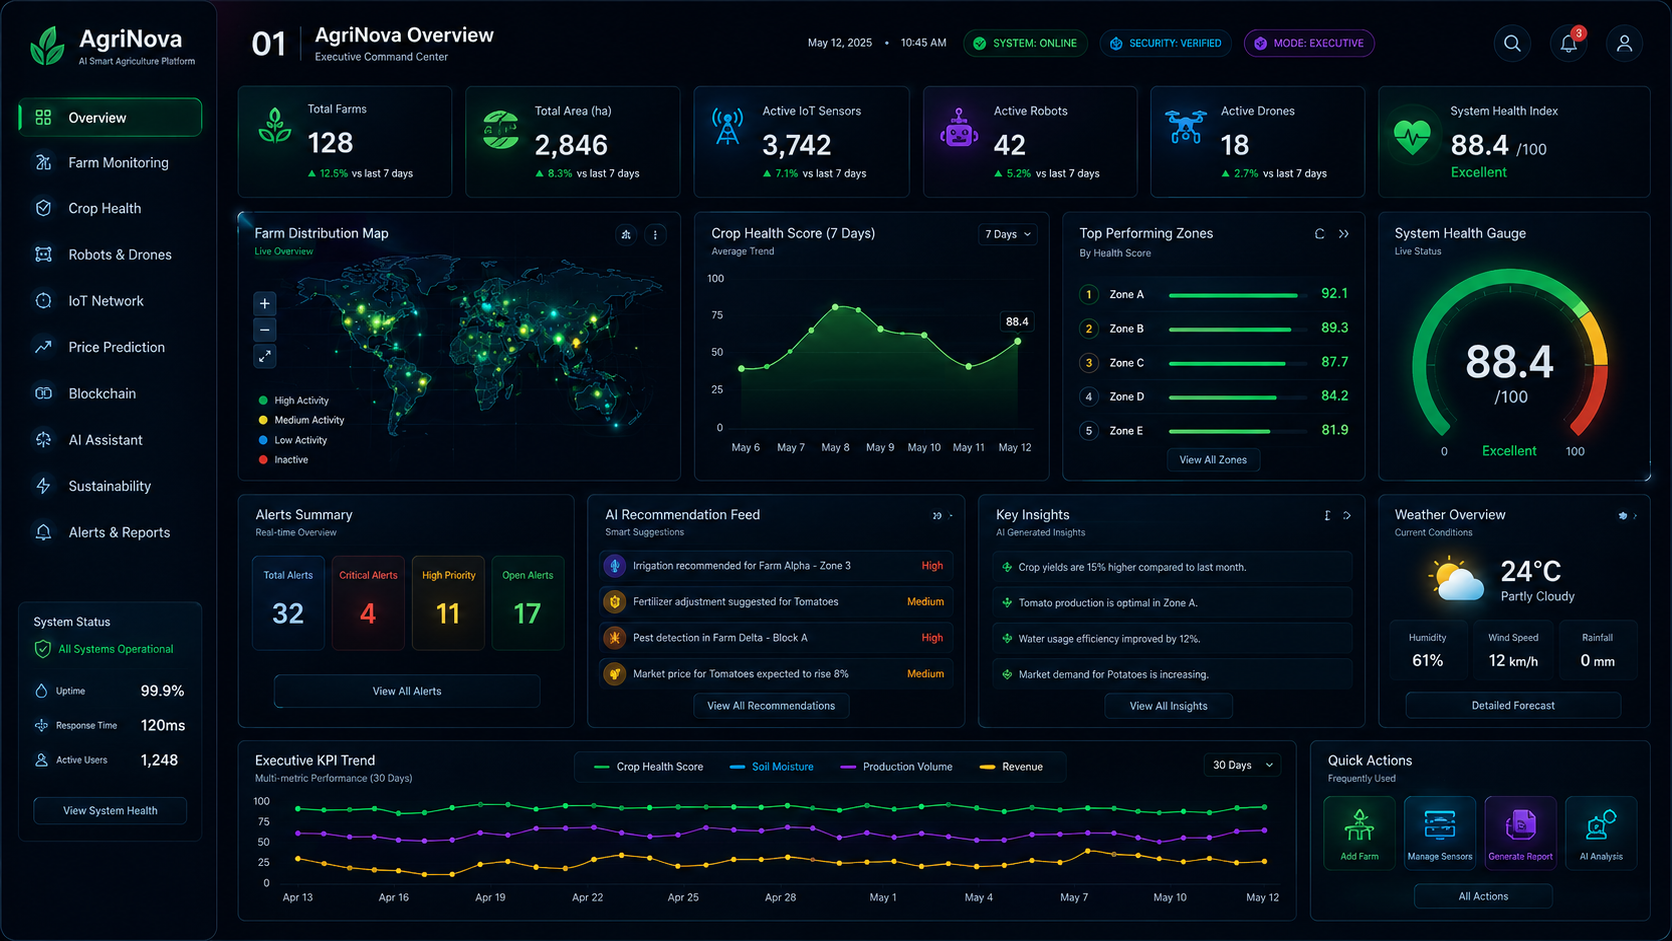 AgriNova
AI Smart Agriculture Platform
Overview
Farm Monitoring
Crop Health
Robots & Drones
IoT Network
Price Prediction
Blockchain
AI Assistant
Sustainability
Alerts & Reports
System Status
All Systems Operational
Uptime 99.9%
Response Time 120ms
Active Users 1,248
View System Health
01
AgriNova Overview
Executive Command Center
May 12, 2025 • 10:45 AM
SYSTEM: ONLINE
SECURITY: VERIFIED
MODE: EXECUTIVE
3
Total Farms
128
▲ 12.5% vs last 7 days
Total Area (ha)
2,846
▲ 8.3% vs last 7 days
Active IoT Sensors
3,742
▲ 7.1% vs last 7 days
Active Robots
42
▲ 5.2% vs last 7 days
Active Drones
18
▲ 2.7% vs last 7 days
System Health Index
88.4 /100
Excellent
Farm Distribution Map
Live Overview
+
−
High Activity
Medium Activity
Low Activity
Inactive
Crop Health Score (7 Days)
Average Trend
7 Days
100
75
50
25
0
88.4
May 6 May 7 May 8 May 9 May 10 May 11 May 12
Top Performing Zones
By Health Score
1 Zone A 92.1
2 Zone B 89.3
3 Zone C 87.7
4 Zone D 84.2
5 Zone E 81.9
View All Zones
System Health Gauge
Live Status
88.4
/100
0 Excellent 100
Alerts Summary
Real-time Overview
Total Alerts
32
Critical Alerts
4
High Priority
11
Open Alerts
17
View All Alerts
AI Recommendation Feed
Smart Suggestions
Irrigation recommended for Farm Alpha - Zone 3 High
Fertilizer adjustment suggested for Tomatoes Medium
Pest detection in Farm Delta - Block A High
Market price for Tomatoes expected to rise 8% Medium
View All Recommendations
Key Insights
AI Generated Insights
Crop yields are 15% higher compared to last month.
Tomato production is optimal in Zone A.
Water usage efficiency improved by 12%.
Market demand for Potatoes is increasing.
View All Insights
Weather Overview
Current Conditions
24°C
Partly Cloudy
Humidity
61%
Wind Speed
12 km/h
Rainfall
0 mm
Detailed Forecast
Executive KPI Trend
Multi-metric Performance (30 Days)
Crop Health Score Soil Moisture Production Volume Revenue
30 Days
100
75
50
25
0
Apr 13 Apr 16 Apr 19 Apr 22 Apr 25 Apr 28 May 1 May 4 May 7 May 10 May 12
Quick Actions
Frequently Used
Add Farm
Manage Sensors
Generate Report
AI Analysis
All Actions